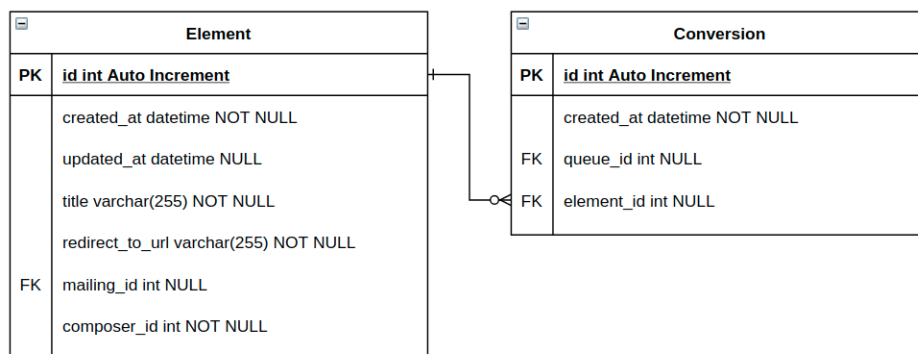 Element
PK id int Auto Increment
created_at datetime NOT NULL
updated_at datetime NULL
title varchar(255) NOT NULL
redirect_to_url varchar(255) NOT NULL
FK mailing_id int NULL
composer_id int NOT NULL
Conversion
PK id int Auto Increment
created_at datetime NOT NULL
FK queue_id int NULL
FK element_id int NULL